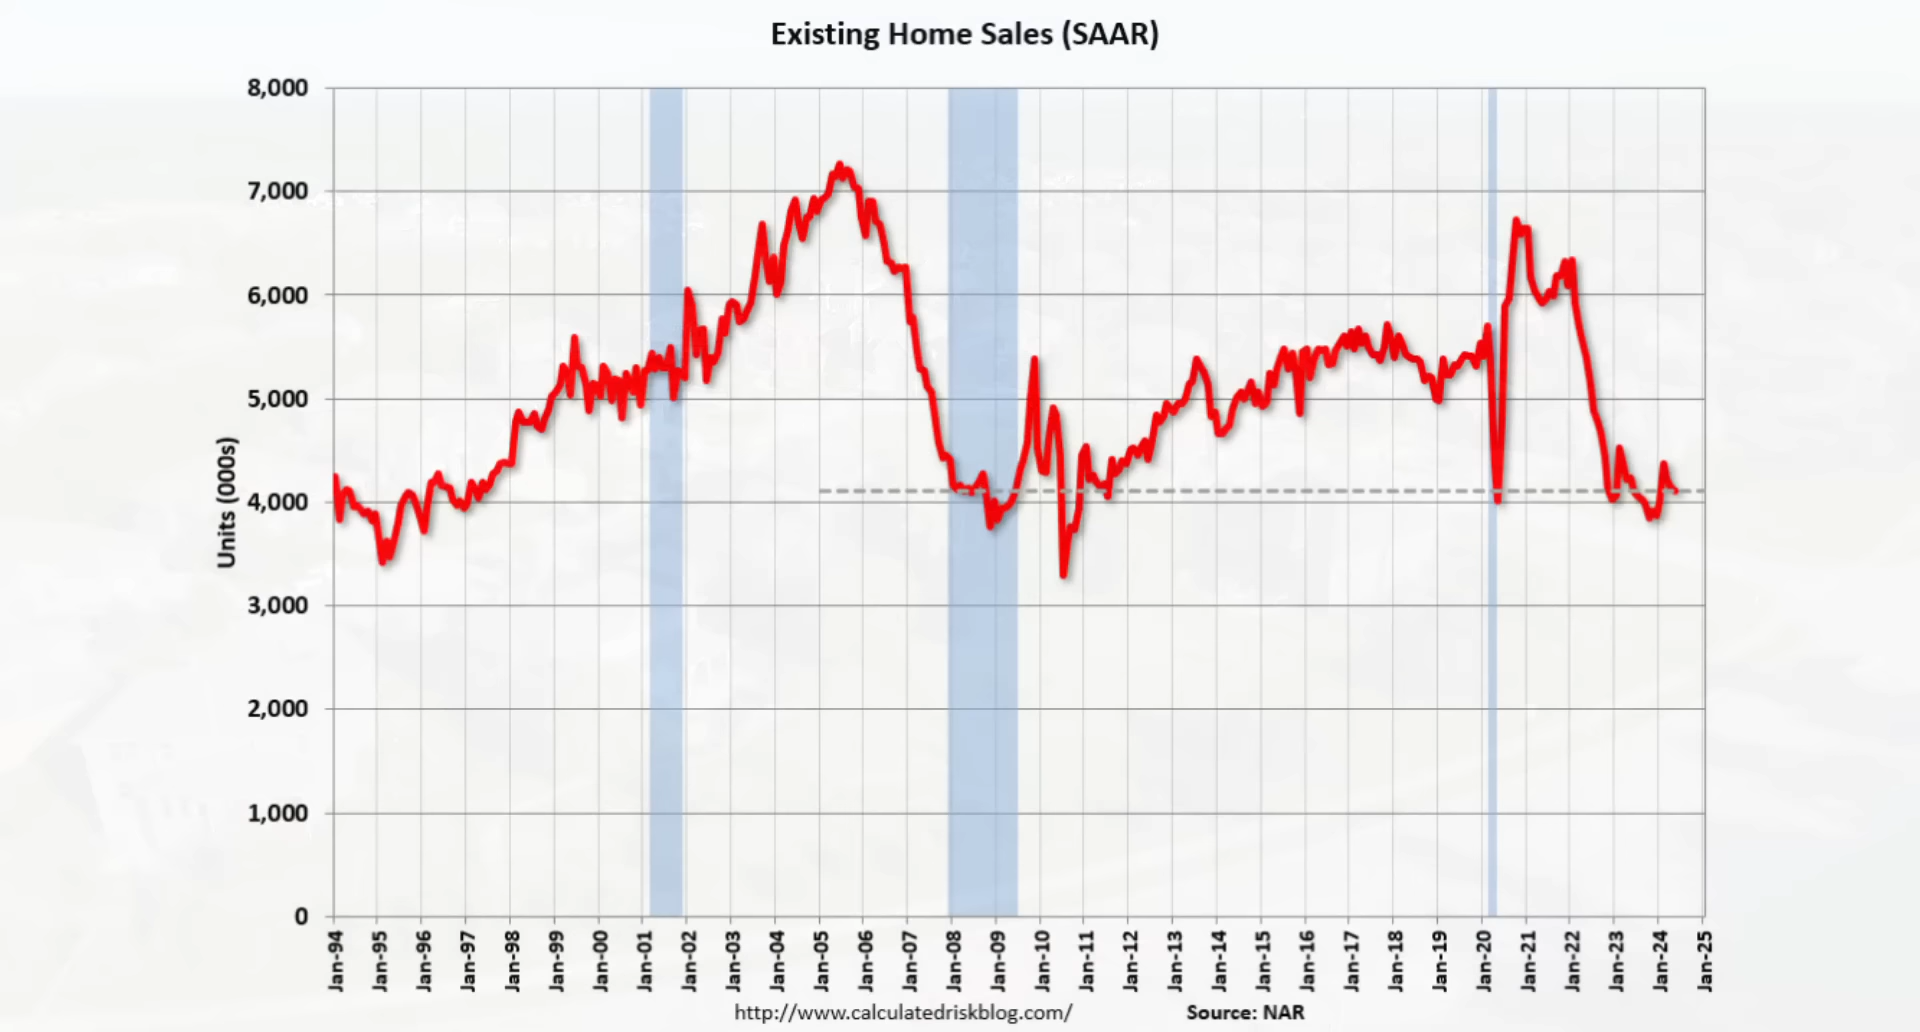 Existing Home Sales (SAAR)
8,000
7,000
6,000
5,000
4,000
3,000
2,000
1,000
0
Units (000s)
Jan-94
Jan-95
Jan-96
Jan-97
Jan-98
Jan-99
Jan-00
Jan-01
Jan-02
Jan-03
Jan-04
Jan-05
Jan-06
Jan-07
Jan-08
Jan-09
Jan-10
Jan-11
Jan-12
Jan-13
Jan-14
Jan-15
Jan-16
Jan-17
Jan-18
Jan-19
Jan-20
Jan-21
Jan-22
Jan-23
Jan-24
Jan-25
http://www.calculatedriskblog.com/ Source: NAR